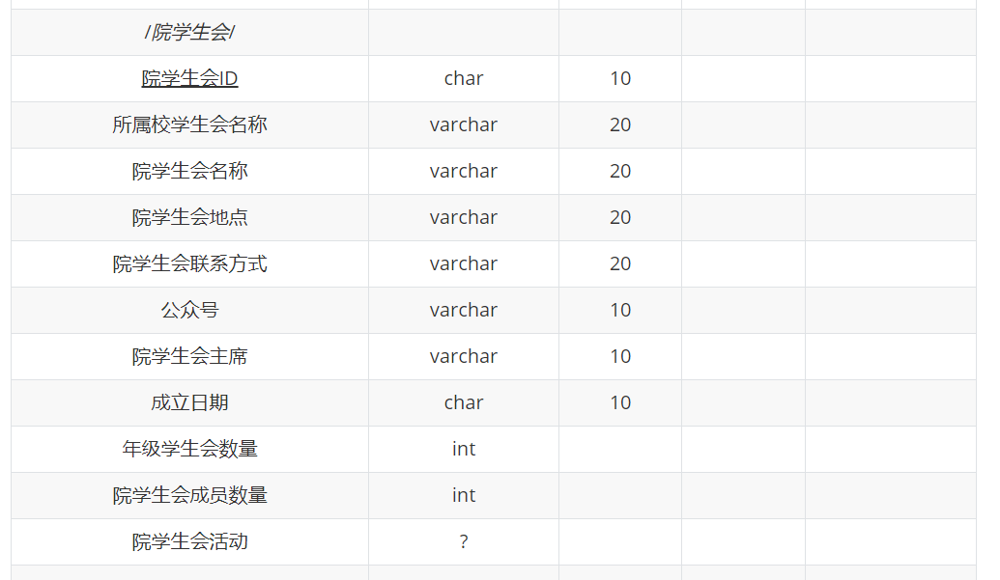 /院学生会/
院学生会ID char 10
所属校学生会名称 varchar 20
院学生会名称 varchar 20
院学生会地点 varchar 20
院学生会联系方式 varchar 20
公众号 varchar 10
院学生会主席 varchar 10
成立日期 char 10
年级学生会数量 int
院学生会成员数量 int
院学生会活动 ?